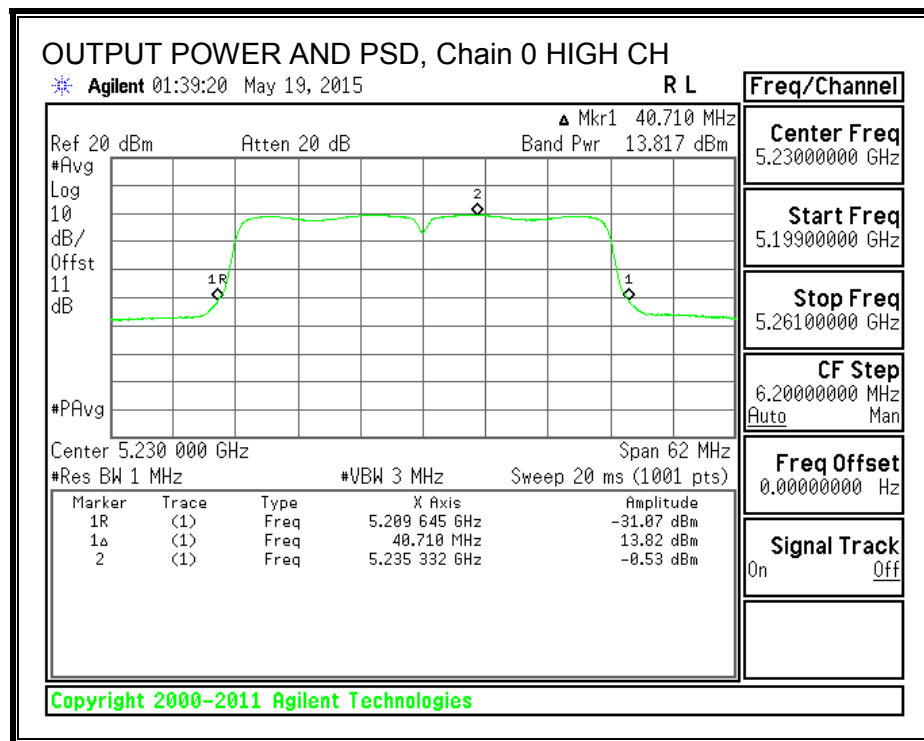 OUTPUT POWER AND PSD, Chain 0 HIGH CH
Agilent 01:39:20 May 19, 2015 R L
Δ Mkr1 40.710 MHz
Ref 20 dBm Atten 20 dB Band Pwr 13.817 dBm
#Avg
Log
10
dB/
Offst
11
dB
#PAvg
2
1R
1
Center 5.230 000 GHz Span 62 MHz
#Res BW 1 MHz #VBW 3 MHz Sweep 20 ms (1001 pts)
Marker Trace Type X Axis Amplitude
1R (1) Freq 5.209 645 GHz -31.07 dBm
1Δ (1) Freq 40.710 MHz 13.82 dBm
2 (1) Freq 5.235 332 GHz -0.53 dBm
Freq/Channel
Center Freq
5.23000000 GHz
Start Freq
5.19900000 GHz
Stop Freq
5.26100000 GHz
CF Step
6.20000000 MHz
Auto Man
Freq Offset
0.00000000 Hz
Signal Track
On Off
Copyright 2000-2011 Agilent Technologies